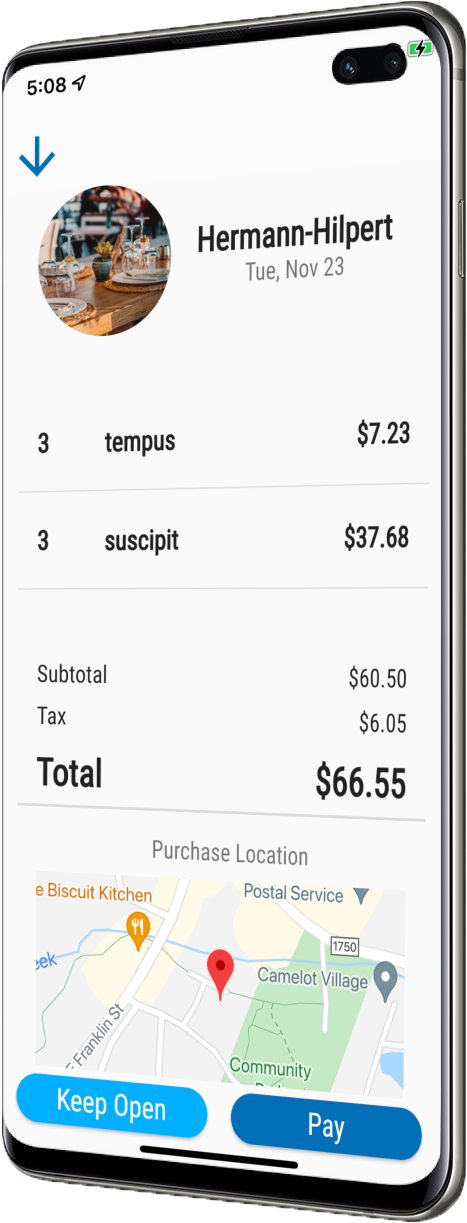 5:08
Hermann-Hilpert
Tue, Nov 23
3 tempus $7.23
3 suscipit $37.68
Subtotal $60.50
Tax $6.05
Total $66.55
Purchase Location
e Biscuit Kitchen
Postal Service
1750
eek
Camelot Village
E Franklin St
Community
Keep Open
Pay